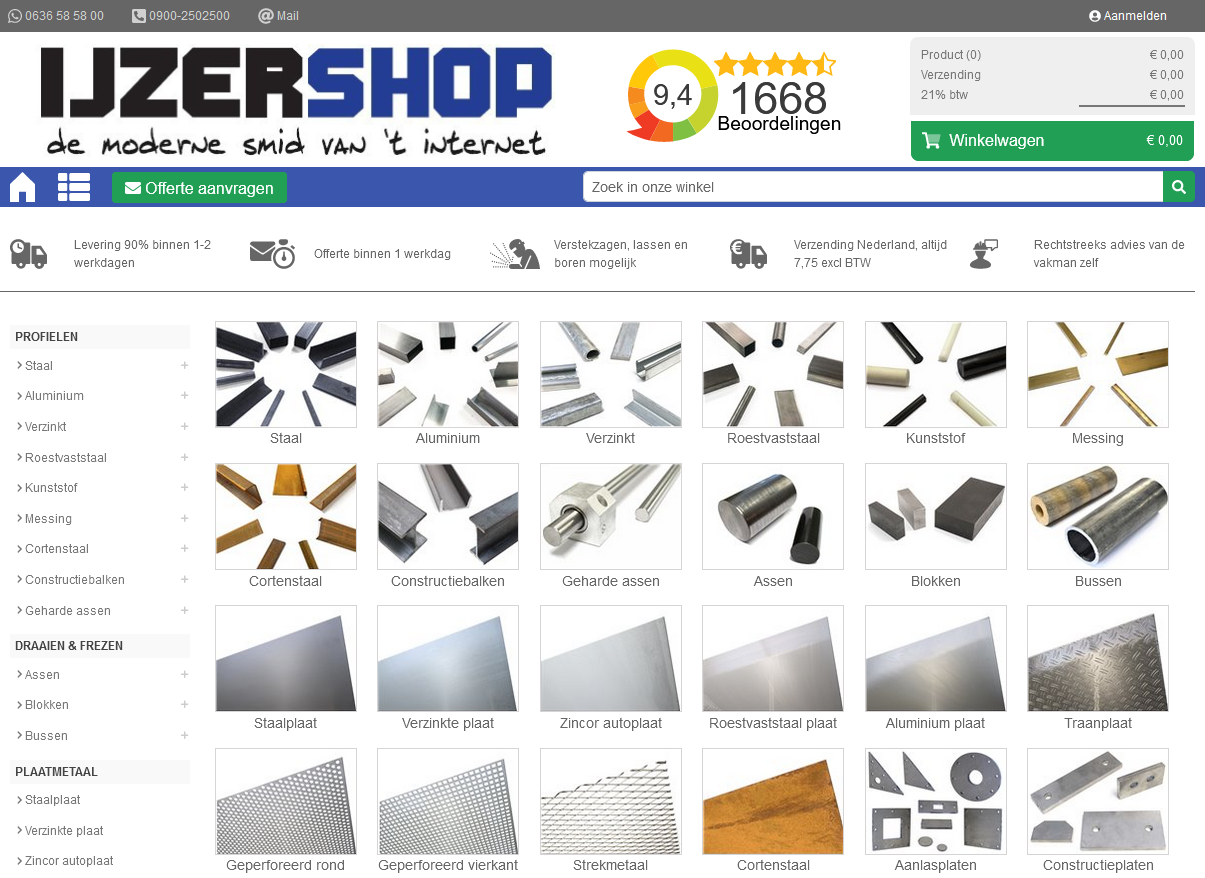 0636 58 58 00 0900-2502500 Mail Aanmelden
IJZERSHOP
de moderne smid van 't internet
9,4
1668
Beoordelingen
Product (0) € 0,00
Verzending € 0,00
21% btw € 0,00
Winkelwagen € 0,00
Offerte aanvragen
Zoek in onze winkel
Levering 90% binnen 1-2
werkdagen
Offerte binnen 1 werkdag
Verstekzagen, lassen en
boren mogelijk
Verzending Nederland, altijd
7,75 excl BTW
Rechtstreeks advies van de
vakman zelf
PROFIELEN
Staal +
Aluminium +
Verzinkt +
Roestvaststaal +
Kunststof +
Messing +
Cortenstaal +
Constructiebalken +
Geharde assen +
DRAAIEN & FREZEN
Assen +
Blokken +
Bussen +
PLAATMETAAL
Staalplaat
Verzinkte plaat
Zincor autoplaat
Staal Aluminium Verzinkt Roestvaststaal Kunststof Messing
Cortenstaal Constructiebalken Geharde assen Assen Blokken Bussen
Staalplaat Verzinkte plaat Zincor autoplaat Roestvaststaal plaat Aluminium plaat Traanplaat
Geperforeerd rond Geperforeerd vierkant Strekmetaal Cortenstaal Aanlasplaten Constructieplaten